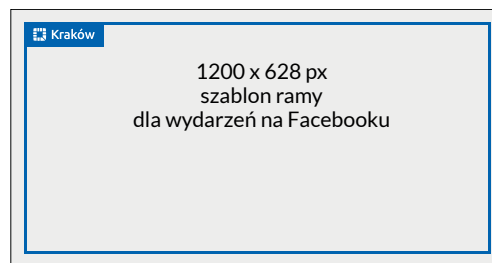 Kraków
1200 x 628 px
szablon ramy
dla wydarzeń na Facebooku